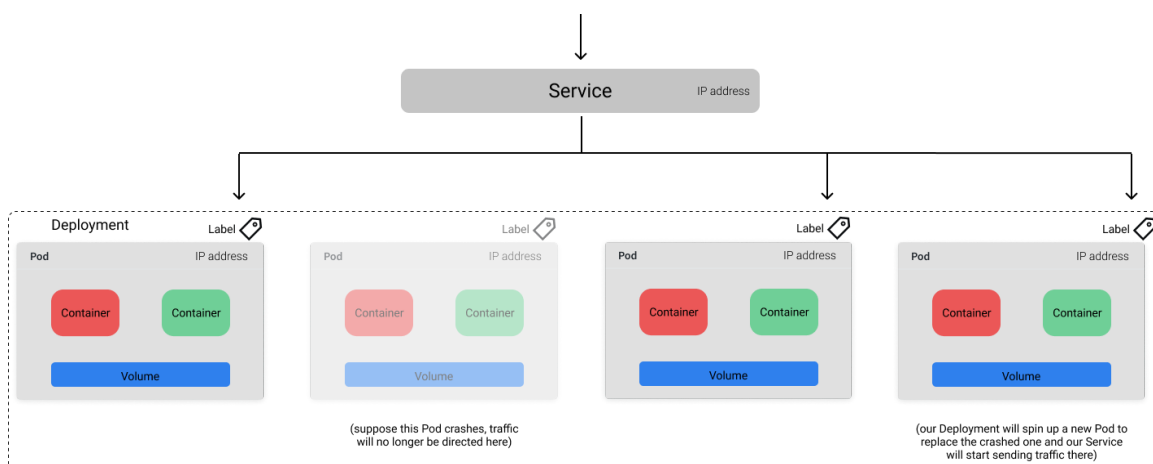 Service
IP address
Deployment
Label
Label
Label
Label
Pod
IP address
Container
Container
Volume
Pod
IP address
Container
Container
Volume
Pod
IP address
Container
Container
Volume
Pod
IP address
Container
Container
Volume
(suppose this Pod crashes, traffic
will no longer be directed here)
(our Deployment will spin up a new Pod to
replace the crashed one and our Service
will start sending traffic there)